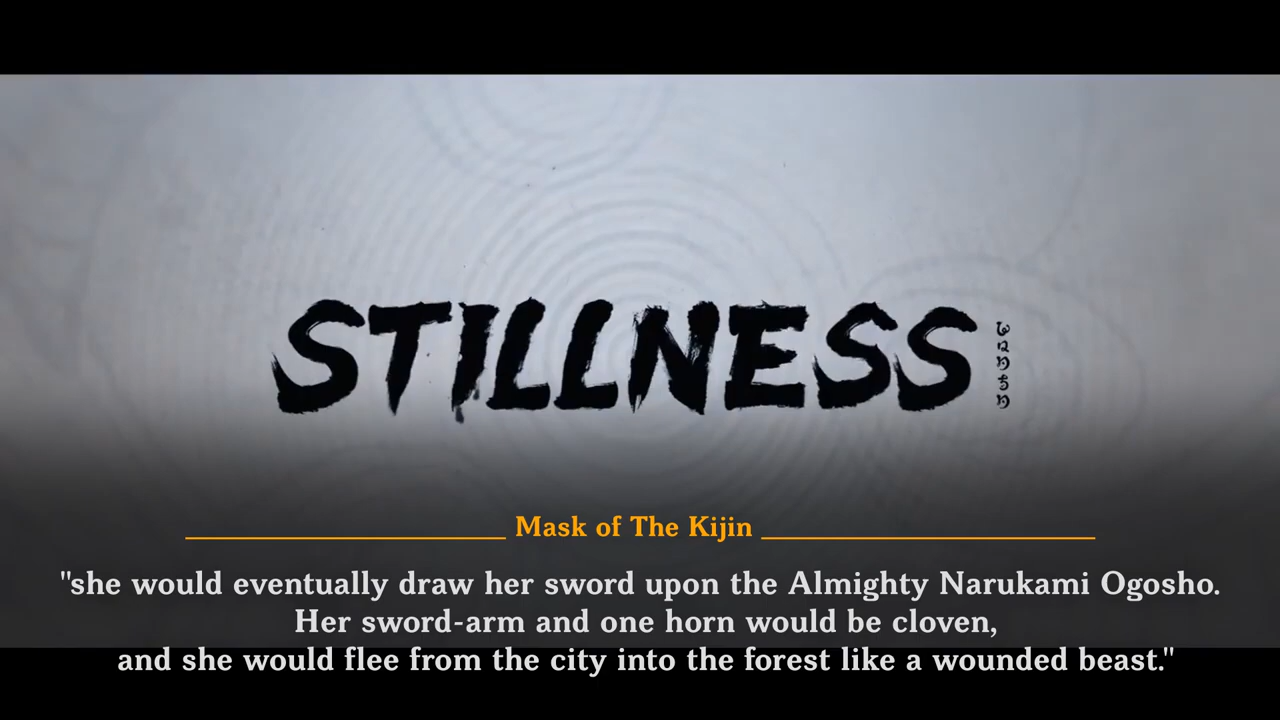 STILLNESS
Mask of The Kijin
"she would eventually draw her sword upon the Almighty Narukami Ogosho.
Her sword-arm and one horn would be cloven,
and she would flee from the city into the forest like a wounded beast."